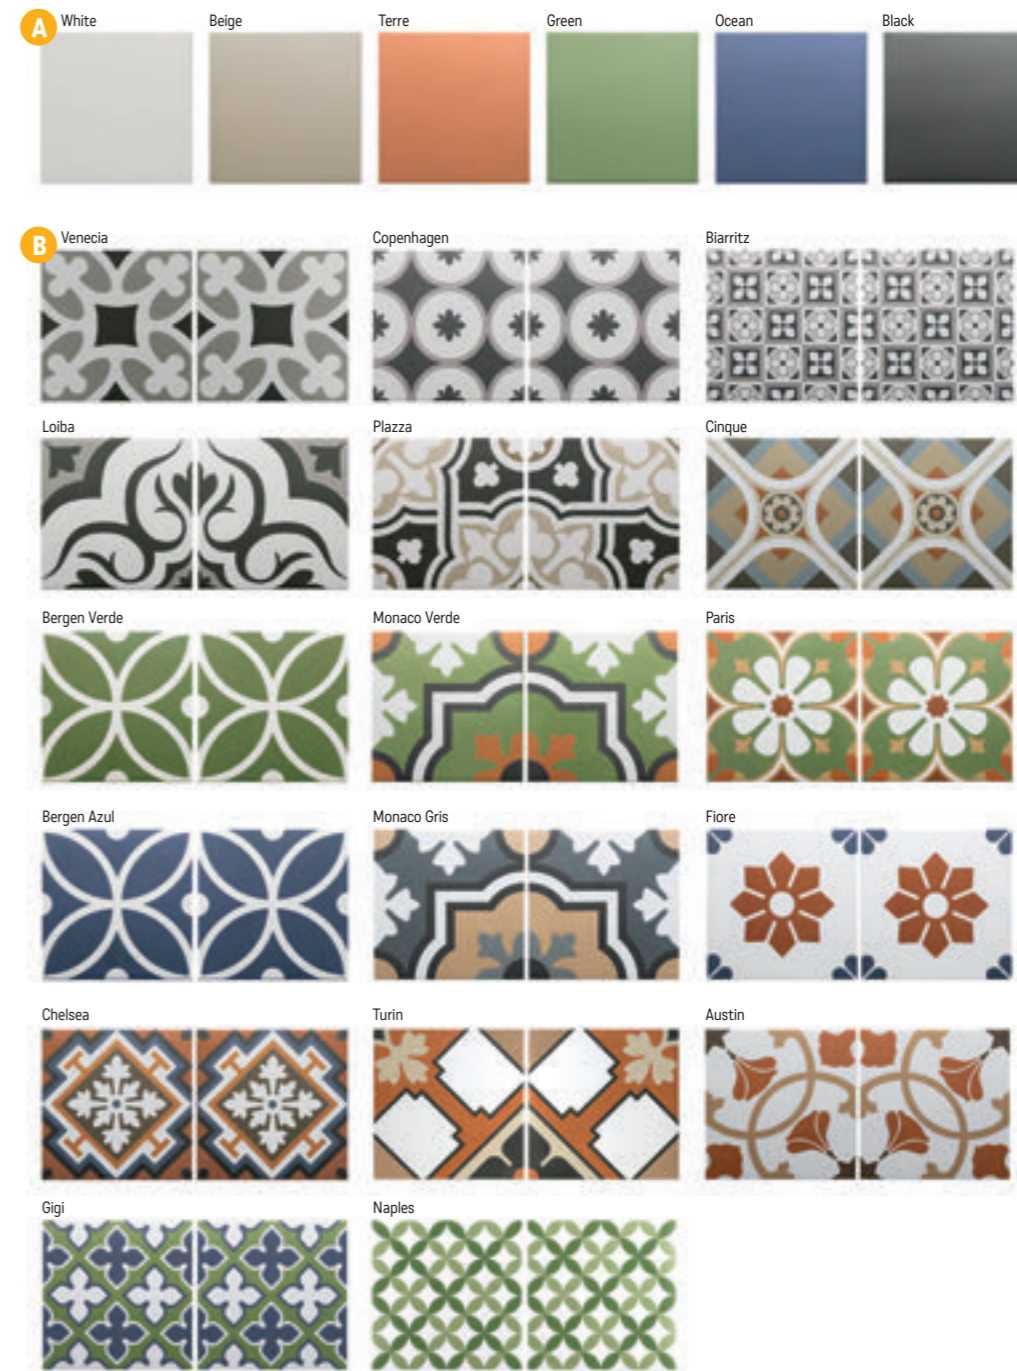 A
White Beige Terre Green Ocean Black
B
Venecia Copenhagen Biarritz
Loiba Plazza Cinque
Bergen Verde Monaco Verde Paris
Bergen Azul Monaco Gris Fiore
Chelsea Turin Austin
Gigi Naples